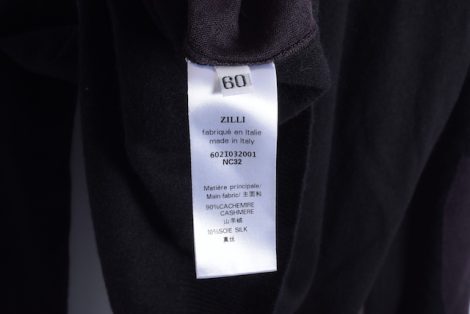 60
ZILLI
fabriqué en Italie
made in Italy
602I032001
NC32
Matière principale/
Main fabric/ 主面料
90%CACHEMIRE
CASHMERE
山羊绒
10%SOIE SILK
真丝